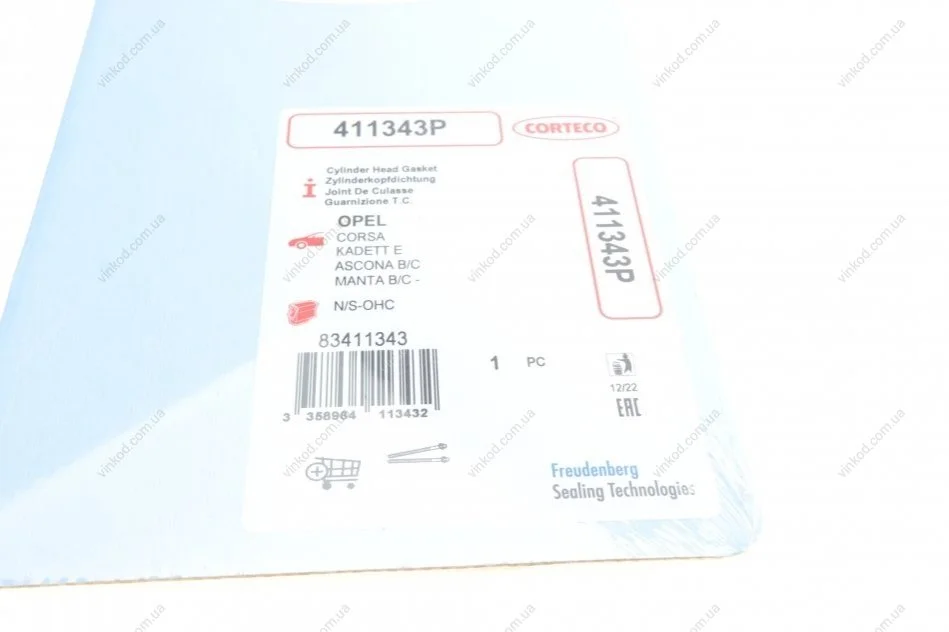 411343P
CORTECO
Cylinder Head Gasket
Zylinderkopfdichtung
Joint De Culasse
Guarnizione T.C.
OPEL
CORSA
KADETT E
ASCONA B/C
MANTA B/C -
N/S-OHC
411343P
83411343
3 358964 113432
1 PC
12/22
EAC
Freudenberg
Sealing Technologies
vinkod.com.ua